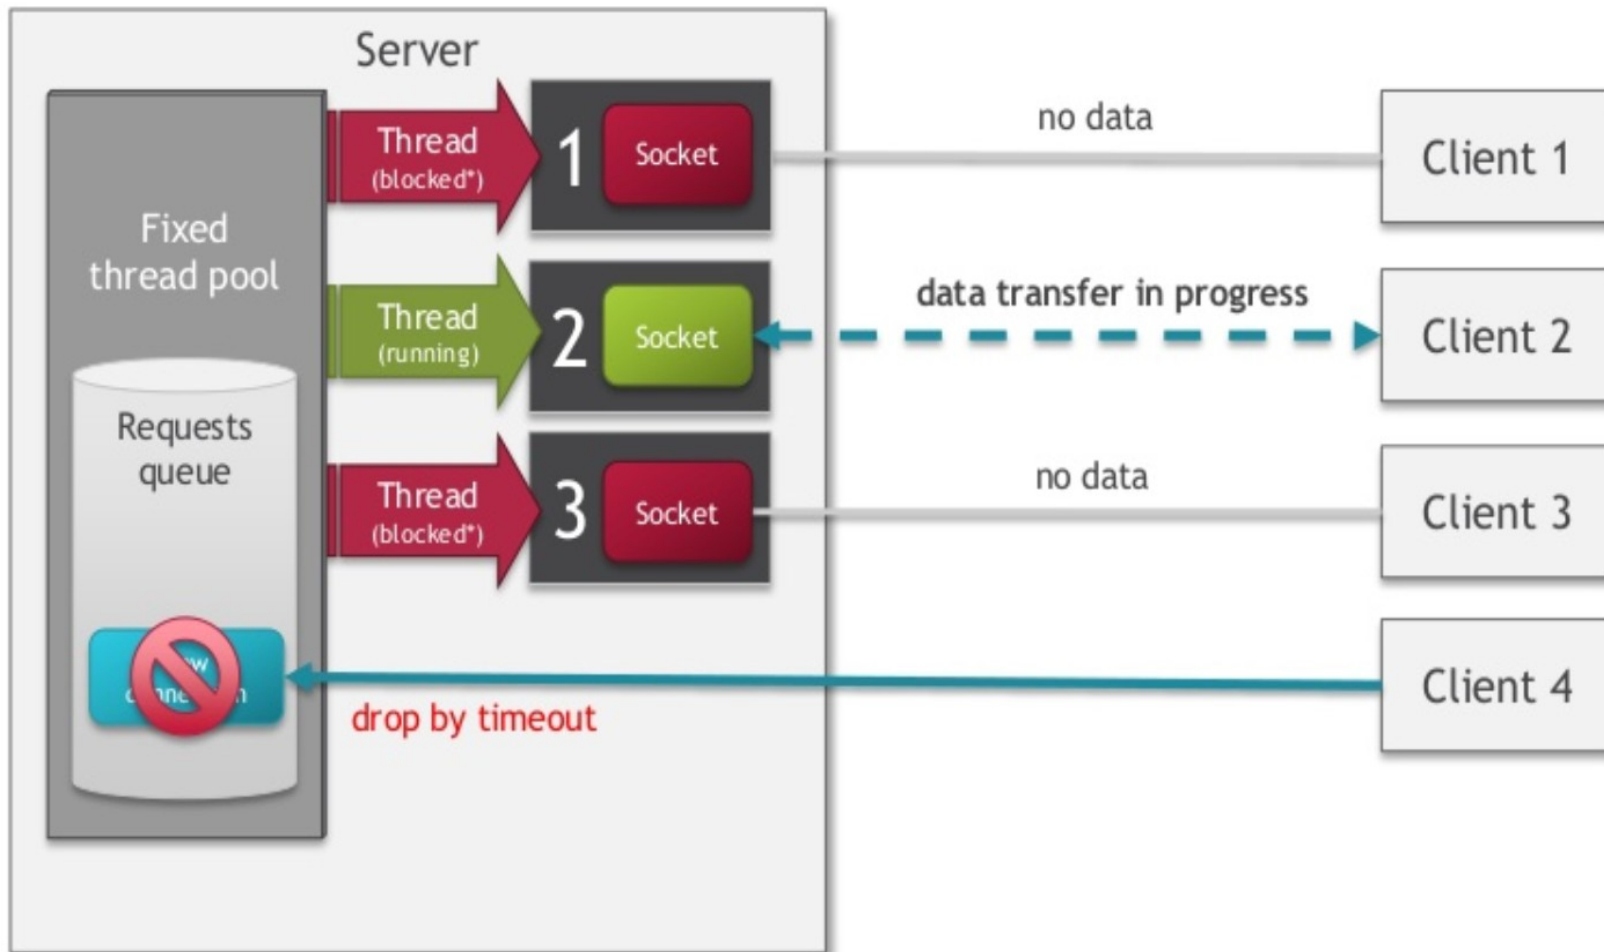 Server
Thread
(blocked*)
1
Socket
no data
Client 1
Fixed
thread pool
Thread
(running)
2
Socket
data transfer in progress
Client 2
Requests
queue
Thread
(blocked*)
3
Socket
no data
Client 3
drop by timeout
Client 4